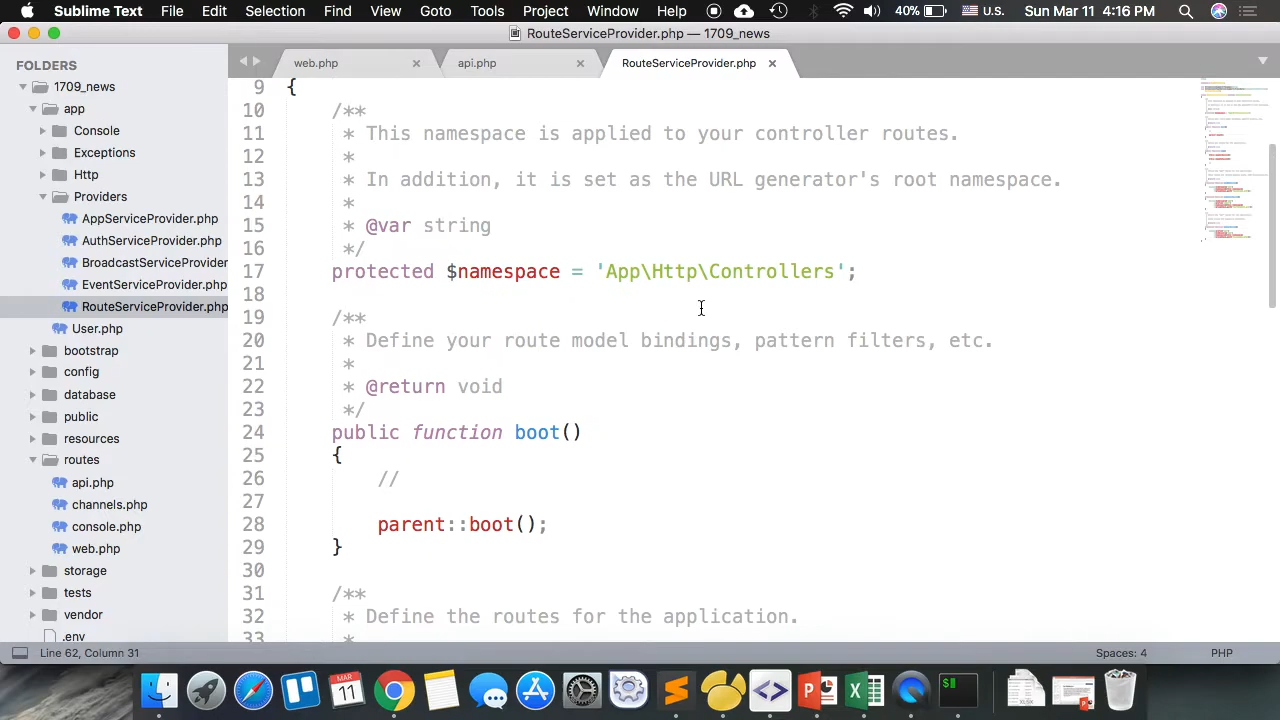 Sublime Text File Edit Selection Find View Goto Tools Project Window Help 40% U.S. Sun Mar 11 4:16 PM
RouteServiceProvider.php — 1709_news
FOLDERS
1709_news
app
Providers
AppServiceProvider.php
AuthServiceProvider.php
RouteServiceProvider.php
User.php
bootstrap
config
database
public
resources
routes
api.php
channels.php
console.php
web.php
storage
tests
vendor
.env
web.php api.php RouteServiceProvider.php
9 {
10 /**
11 * This namespace is applied to your controller routes.
12 *
13 * In addition, it is set as the URL generator's root namespace.
14 *
15 * @var string
16 */
17 protected $namespace = 'App\Http\Controllers';
18
19 /**
20 * Define your route model bindings, pattern filters, etc.
21 *
22 * @return void
23 */
24 public function boot()
25 {
26 //
27
28 parent::boot();
29 }
30
31 /**
32 * Define the routes for the application.
33 *
Line 62, Column 31 Spaces: 4 PHP
MAR
11